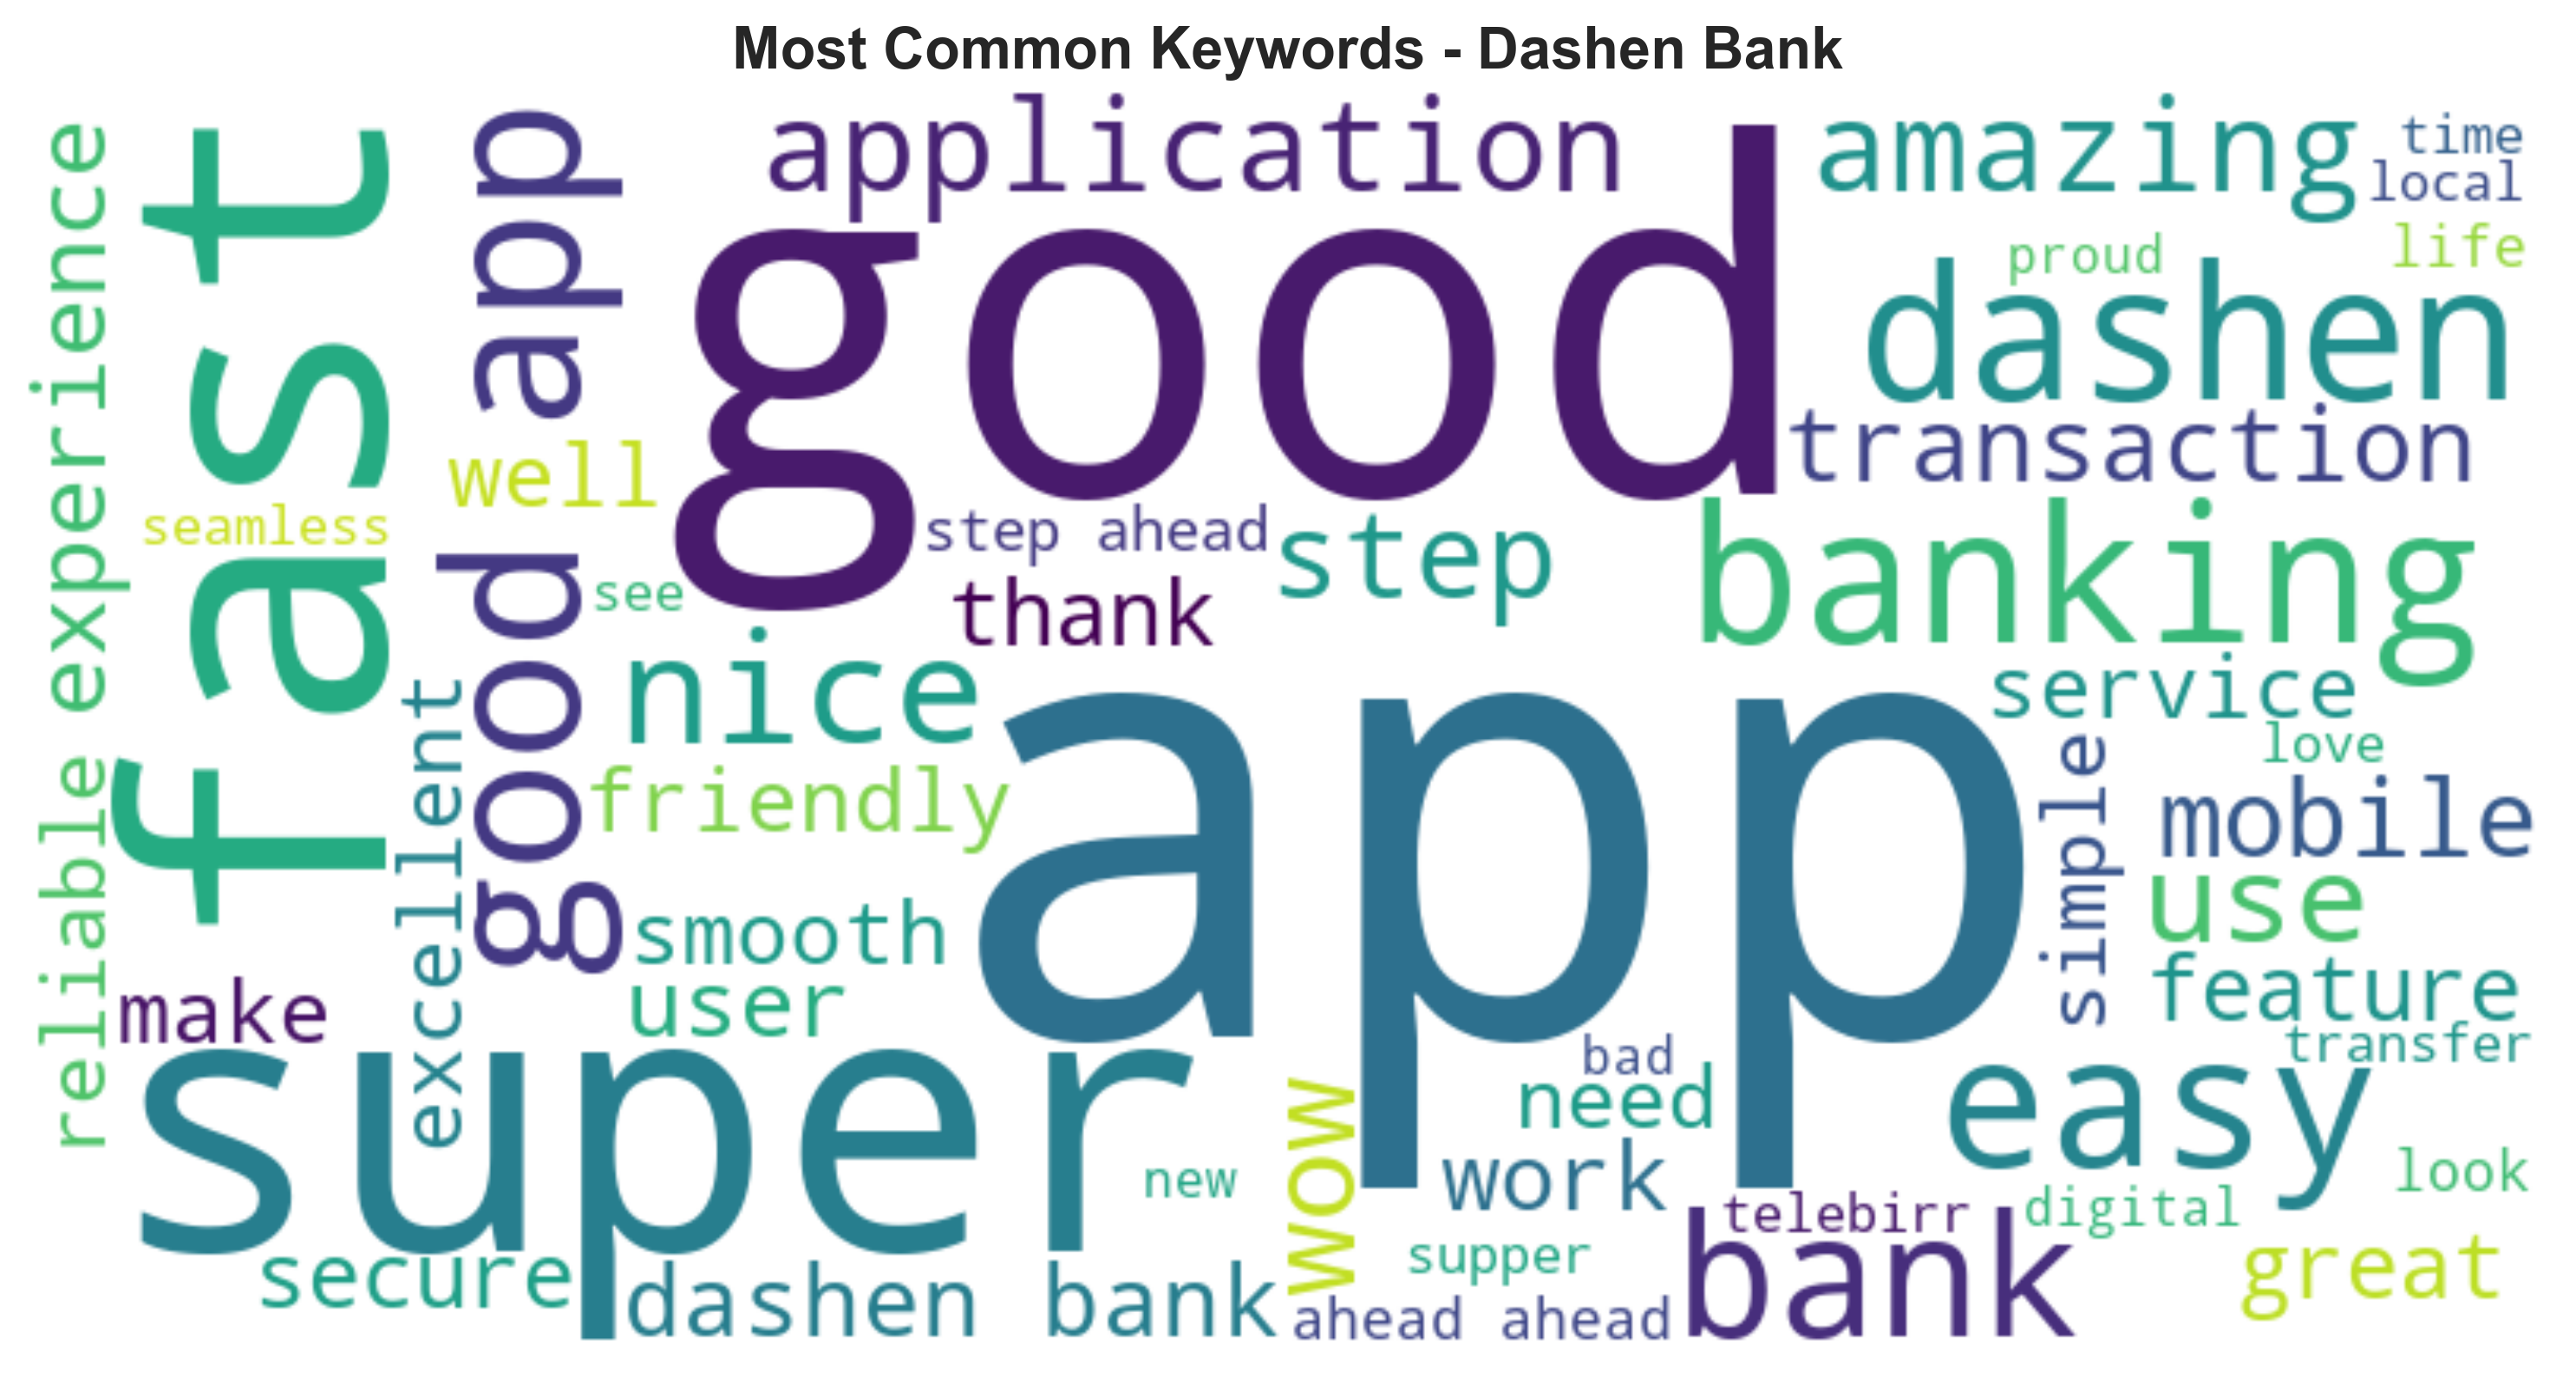 Most Common Keywords - Dashen Bank
application
amazing
time
local
proud
life
reliable experience
fast
good app
good
dashen
transaction
well
seamless
step ahead
step
banking
see
thank
nice
service
love
excellent
friendly
app
simple
mobile
use
smooth
user
feature
transfer
make
super
bad
need
easy
wow
work
new
look
telebirr
digital
secure
dashen bank
supper
ahead ahead
bank
great